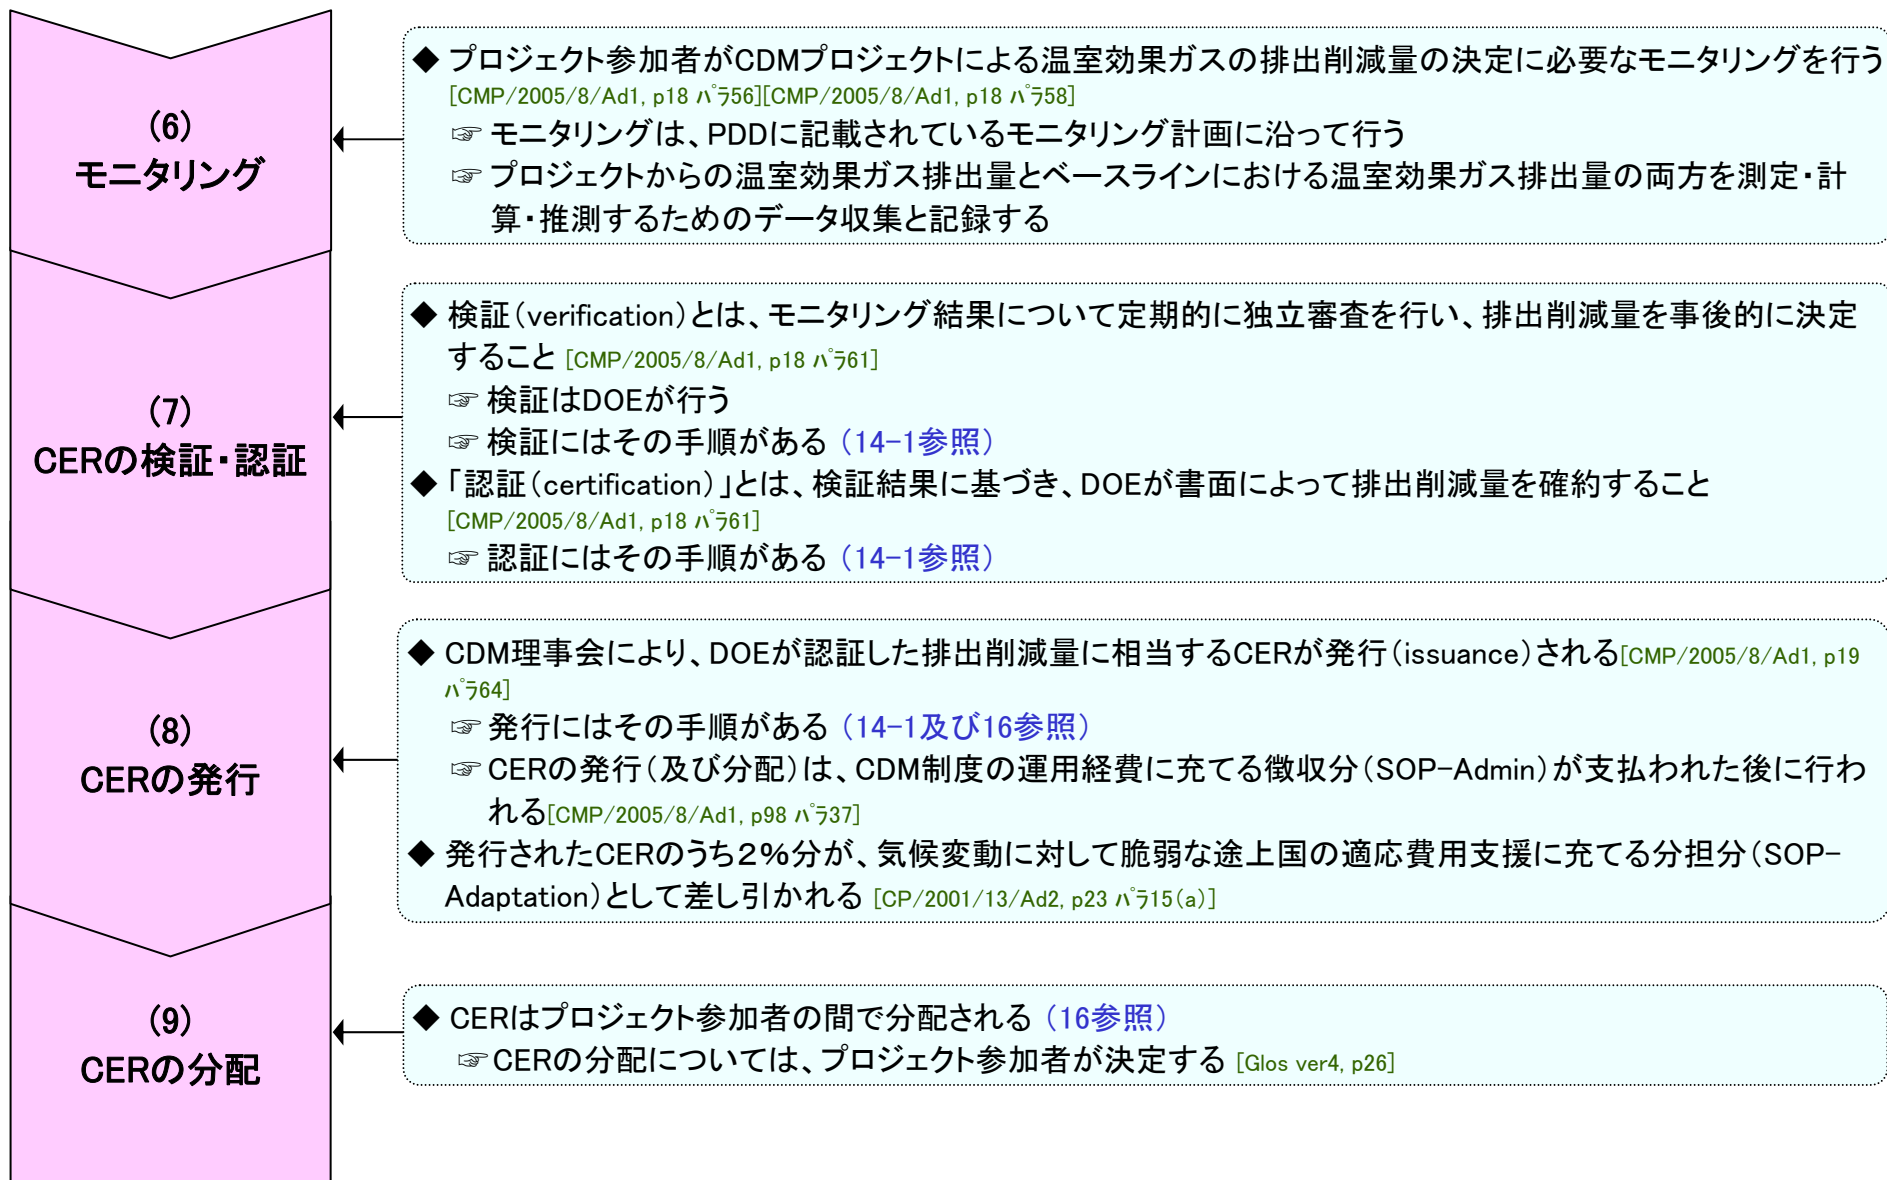 (6)
モニタリング
◆ プロジェクト参加者がCDMプロジェクトによる温室効果ガスの排出削減量の決定に必要なモニタリングを行う
[CMP/2005/8/Ad1, p18 ﾊﾟﾗ56][CMP/2005/8/Ad1, p18 ﾊﾟﾗ58]
☞ モニタリングは、PDDに記載されているモニタリング計画に沿って行う
☞ プロジェクトからの温室効果ガス排出量とベースラインにおける温室効果ガス排出量の両方を測定・計
算・推測するためのデータ収集と記録する
(7)
CERの検証・認証
◆ 検証（verification）とは、モニタリング結果について定期的に独立審査を行い、排出削減量を事後的に決定
すること [CMP/2005/8/Ad1, p18 ﾊﾟﾗ61]
☞ 検証はDOEが行う
☞ 検証にはその手順がある （14-1参照）
◆ 「認証（certification）」とは、検証結果に基づき、DOEが書面によって排出削減量を確約すること
[CMP/2005/8/Ad1, p18 ﾊﾟﾗ61]
☞ 認証にはその手順がある （14-1参照）
(8)
CERの発行
◆ CDM理事会により、DOEが認証した排出削減量に相当するCERが発行（issuance）される[CMP/2005/8/Ad1, p19
ﾊﾟﾗ64]
☞ 発行にはその手順がある （14-1及び16参照）
☞ CERの発行（及び分配）は、CDM制度の運用経費に充てる徴収分（SOP-Admin）が支払われた後に行わ
れる[CMP/2005/8/Ad1, p98 ﾊﾟﾗ37]
◆ 発行されたCERのうち２％分が、気候変動に対して脆弱な途上国の適応費用支援に充てる分担分（SOP-
Adaptation）として差し引かれる [CP/2001/13/Ad2, p23 ﾊﾟﾗ15(a)]
(9)
CERの分配
◆ CERはプロジェクト参加者の間で分配される （16参照）
☞ CERの分配については、プロジェクト参加者が決定する [Glos ver4, p26]